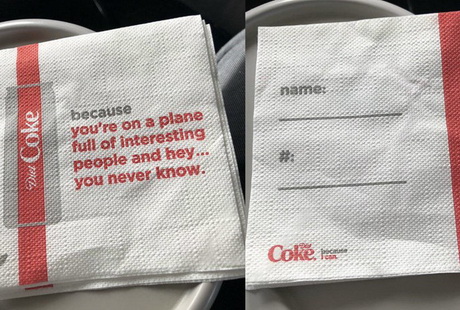 Diet Coke
because
you're on a plane
full of interesting
people and hey...
you never know.
name:
#:
Diet
Coke. because
I can.